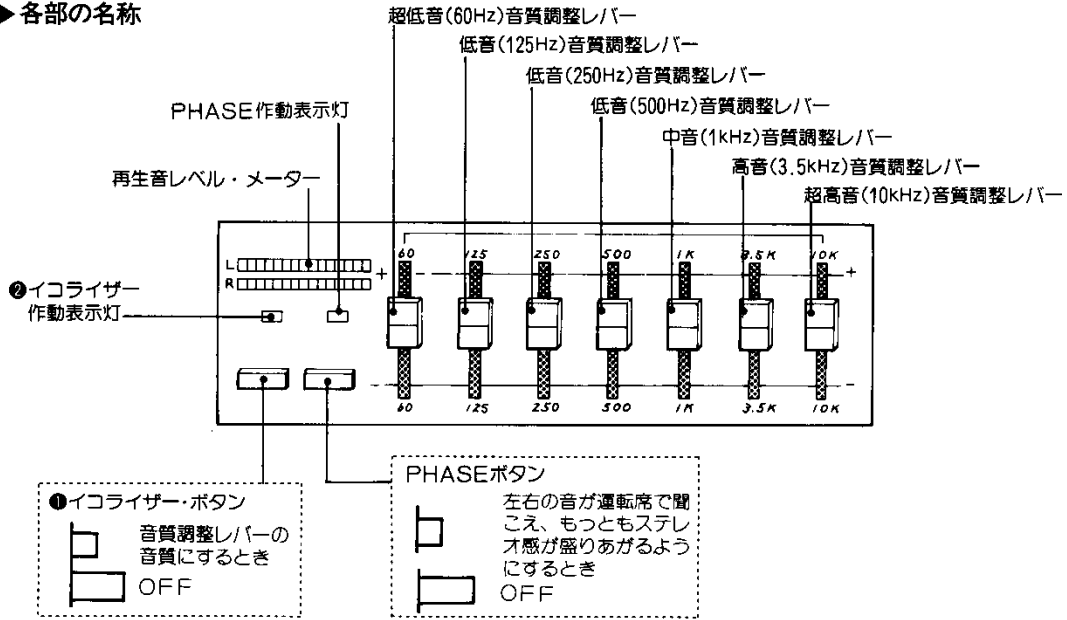 ▶各部の名称
超低音(60Hz)音質調整レバー
低音(125Hz)音質調整レバー
低音(250Hz)音質調整レバー
低音(500Hz)音質調整レバー
中音(1kHz)音質調整レバー
高音(3.5kHz)音質調整レバー
超高音(10kHz)音質調整レバー
PHASE作動表示灯
再生音レベル・メーター
❷イコライザー
作動表示灯
60 125 250 500 1K 3.5K 10K
L
R
+ +
-
60 125 250 500 1K 3.5K 10K
❶イコライザー・ボタン
音質調整レバーの
音質にするとき
OFF
PHASEボタン
左右の音が運転席で聞
こえ、もつともステレ
オ感が盛りあがるよう
にするとき
OFF